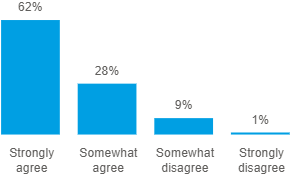 62%
28%
9%
1%
Strongly agree
Somewhat agree
Somewhat disagree
Strongly disagree